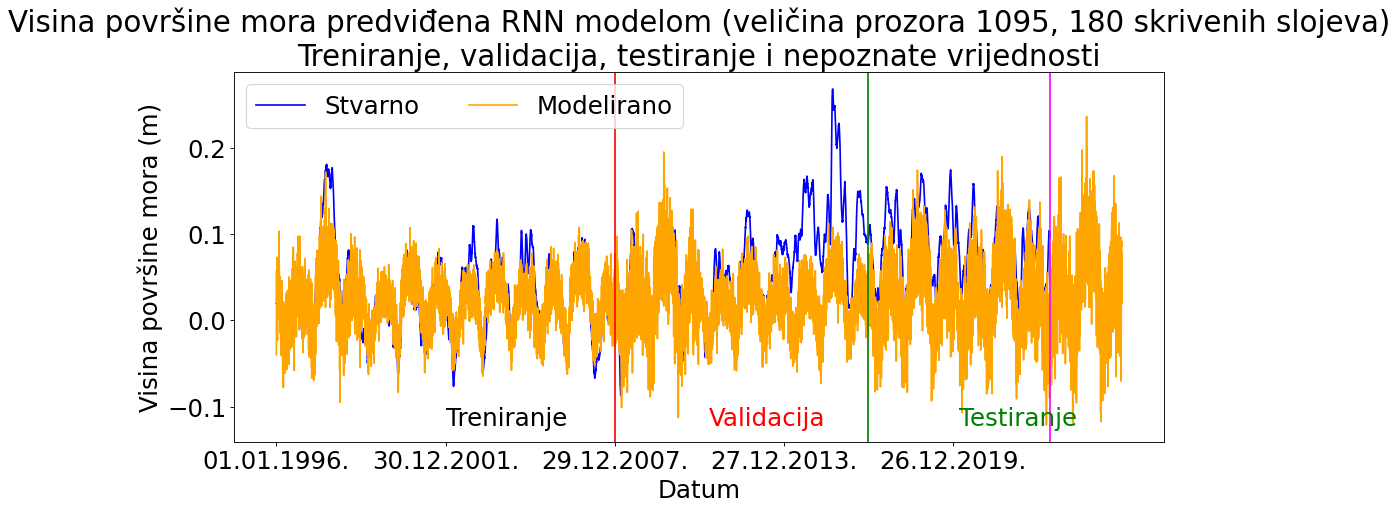 Visina površine mora predviđena RNN modelom (veličina prozora 1095, 180 skrivenih slojeva)
Treniranje, validacija, testiranje i nepoznate vrijednosti
Stvarno
Modelirano
Visina površine mora (m)
0.2
0.1
0.0
−0.1
Treniranje
Validacija
Testiranje
01.01.1996.
30.12.2001.
29.12.2007.
27.12.2013.
26.12.2019.
Datum